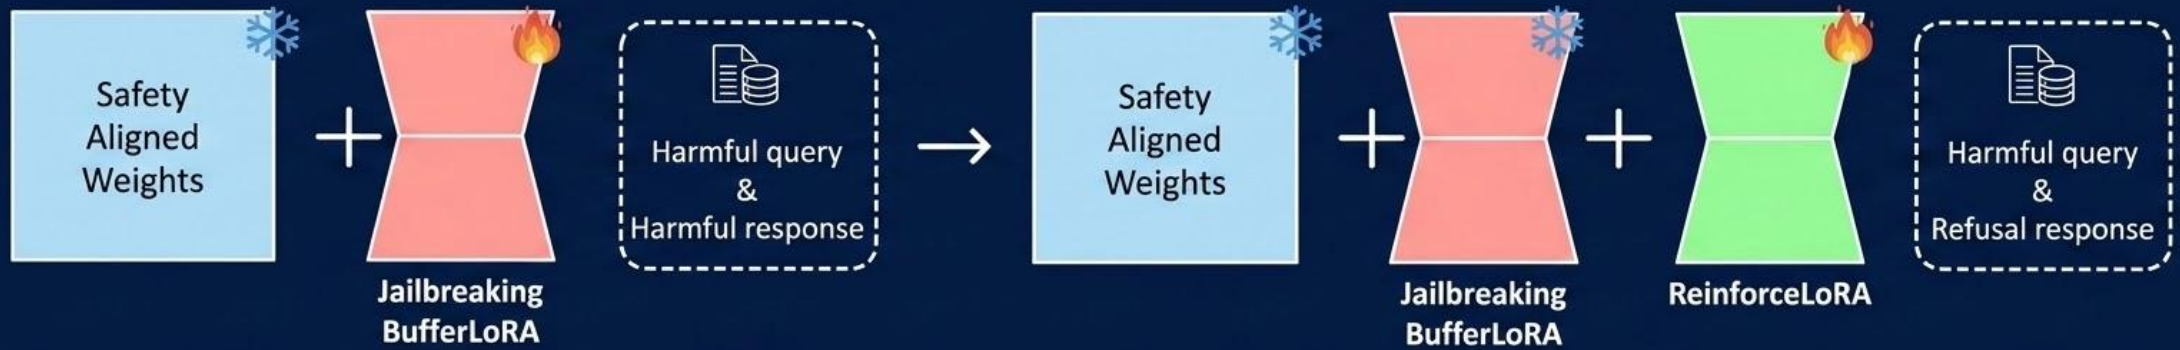 Safety
Aligned
Weights
Jailbreaking
BufferLoRA
Harmful query
&
Harmful response
Safety
Aligned
Weights
Jailbreaking
BufferLoRA
ReinforceLoRA
Harmful query
&
Refusal response